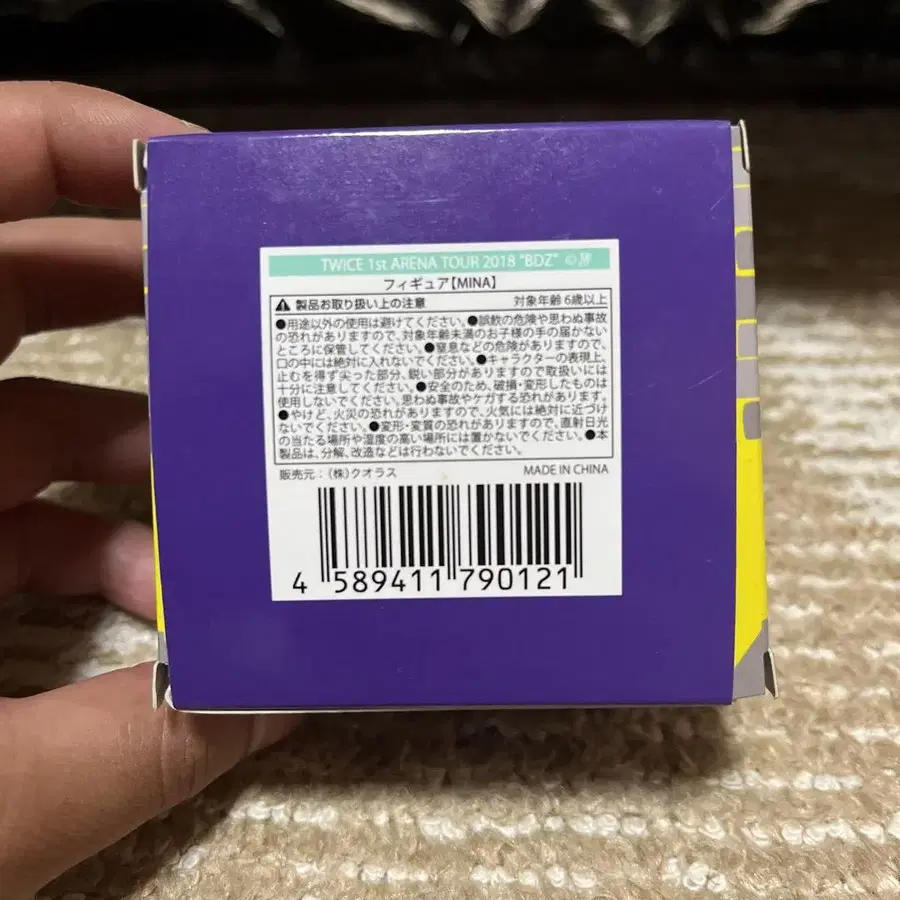 TWICE 1st ARENA TOUR 2018 "BDZ" ©
フィギュア【MINA】
製品お取り扱い上の注意 対象年齢 6歳以上
●用途以外の使用は避けてください。●誤飲の危険や思わぬ事故
の恐れがありますので、対象年齢未満のお子様の手の届かない
ところに保管してください。●窒息などの危険がありますので、
口の中には絶対に入れないでください。●キャラクターの表現上、
止むを得ず尖った部分、鋭い部分がありますので取扱いには
十分に注意してください。●安全のため、破損・変形したものは
使用しないでください。思わぬ事故やケガする恐れがあります。
●やけど、火災の恐れがありますので、火気には絶対に近づけ
ないでください。●変形・変質の恐れがありますので、直射日光
の当たる場所や湿度の高い場所には置かないでください。●本
製品は、分解、改造などは行わないでください。
販売元：（株）クオラス MADE IN CHINA
4 589411 790121